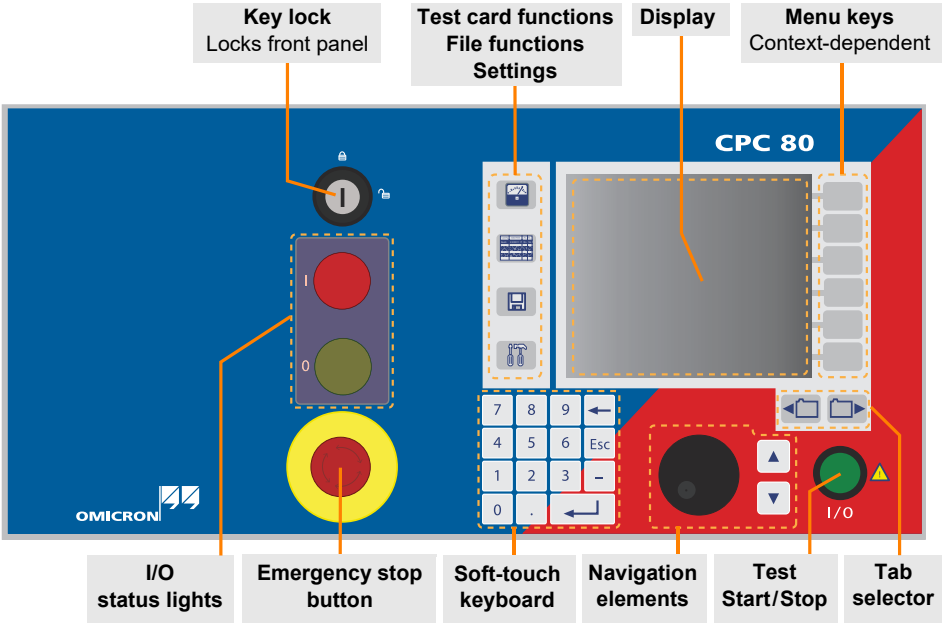 Key lock
Locks front panel
Test card functions
File functions
Settings
Display
Menu keys
Context-dependent
CPC 80
I
0
7 8 9
4 5 6 Esc
1 2 3 –
0 .
I/O
OMICRON
I/O
status lights
Emergency stop
button
Soft-touch
keyboard
Navigation
elements
Test
Start/Stop
Tab
selector